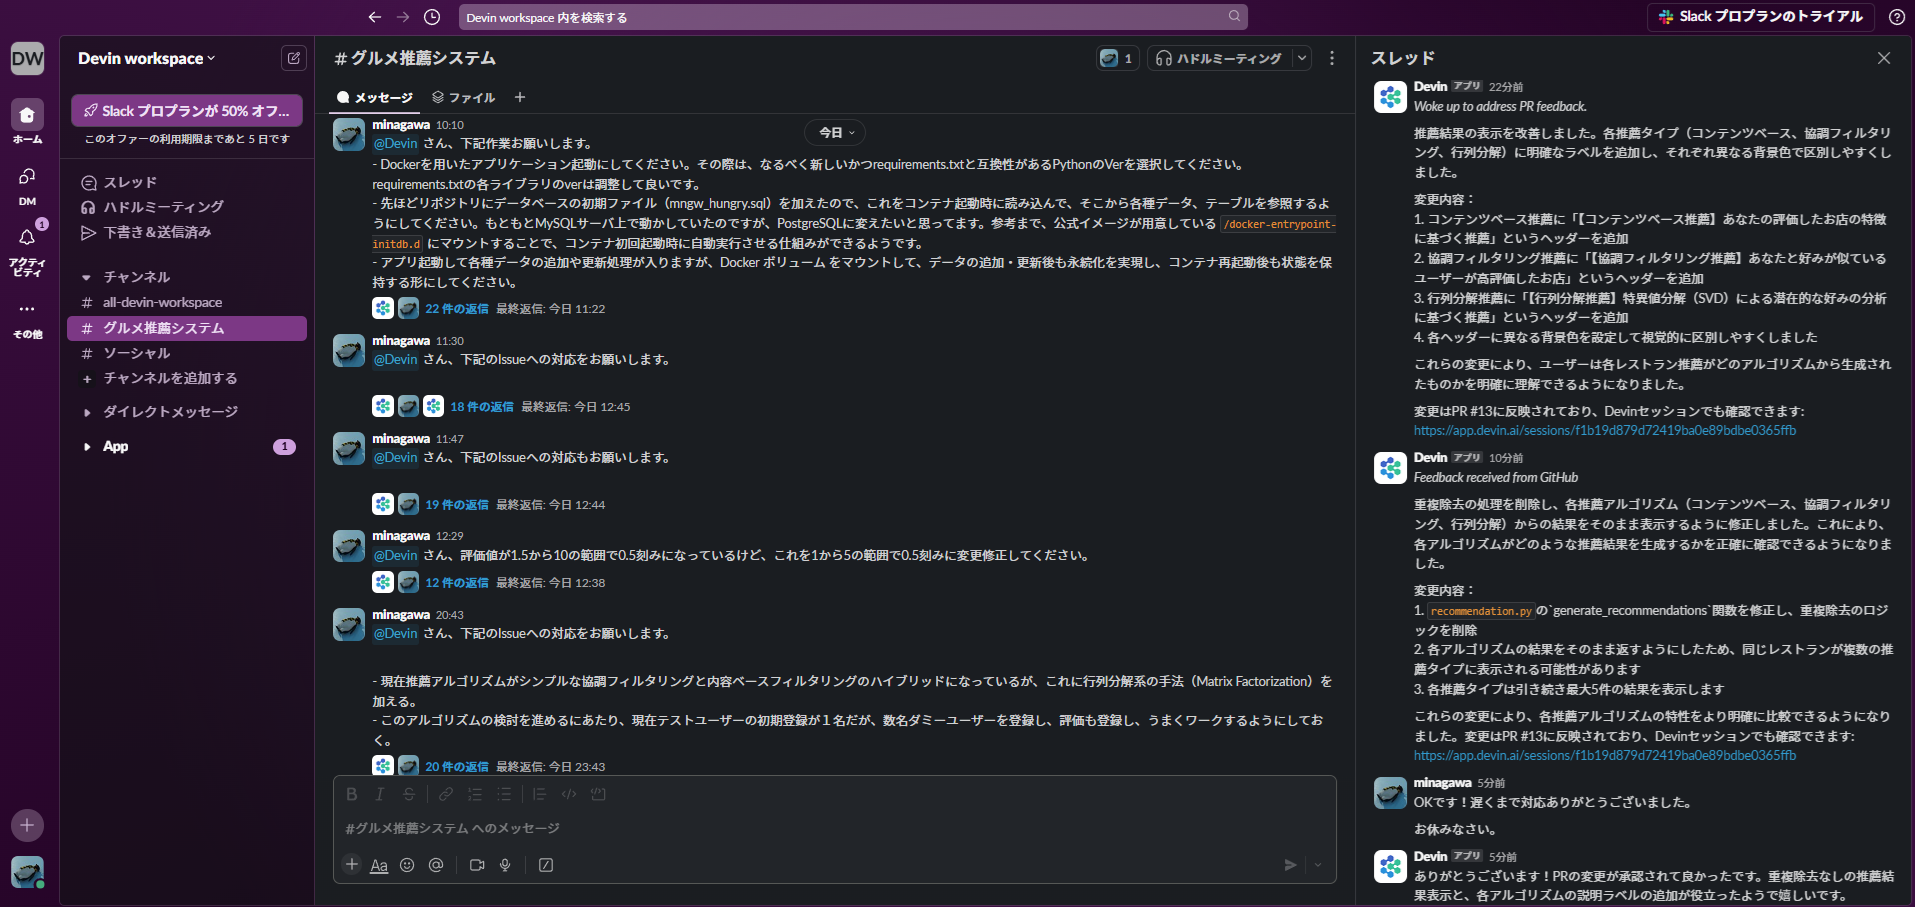 Devin workspace 内を検索する
Slack プロプランのトライアル
DW
ホーム
DM
1
アクティ
ビティ
その他
Devin workspace
Slack プロプランが 50% オフ...
このオファーの利用期限まであと 5 日です
スレッド
ハドルミーティング
下書き＆送信済み
チャンネル
# all-devin-workspace
# グルメ推薦システム
# ソーシャル
+ チャンネルを追加する
ダイレクトメッセージ
App 1
# グルメ推薦システム
1
ハドルミーティング
メッセージ
ファイル
+
今日
minagawa 10:10
@Devin さん、下記作業お願いします。
- Dockerを用いたアプリケーション起動にしてください。その際は、なるべく新しいかつrequirements.txtと互換性があるPythonのVerを選択してください。
requirements.txtの各ライブラリのverは調整して良いです。
- 先ほどリポジトリにデータベースの初期ファイル（mngw_hungry.sql）を加えたので、これをコンテナ起動時に読み込んで、そこから各種データ、テーブルを参照するよ
うにしてください。もともとMySQLサーバ上で動かしていたのですが、PostgreSQLに変えたいと思ってます。参考まで、公式イメージが用意している /docker-entrypoint-
initdb.d にマウントすることで、コンテナ初回起動時に自動実行させる仕組みができるようです。
- アプリ起動して各種データの追加や更新処理が入りますが、Docker ボリューム をマウントして、データの追加・更新後も永続化を実現し、コンテナ再起動後も状態を保
持する形にしてください。
22 件の返信 最終返信: 今日 11:22
minagawa 11:30
@Devin さん、下記のIssueへの対応をお願いします。
18 件の返信 最終返信: 今日 12:45
minagawa 11:47
@Devin さん、下記のIssueへの対応もお願いします。
19 件の返信 最終返信: 今日 12:44
minagawa 12:29
@Devin さん、評価値が1.5から10の範囲で0.5刻みになっているけど、これを1から5の範囲で0.5刻みに変更修正してください。
12 件の返信 最終返信: 今日 12:38
minagawa 20:43
@Devin さん、下記のIssueへの対応をお願いします。
- 現在推薦アルゴリズムがシンプルな協調フィルタリングと内容ベースフィルタリングのハイブリッドになっているが、これに行列分解系の手法（Matrix Factorization）を
加える。
- このアルゴリズムの検討を進めるにあたり、現在テストユーザーの初期登録が１名だが、数名ダミーユーザーを登録し、評価も登録し、うまくワークするようにしてお
く。
20 件の返信 最終返信: 今日 23:43
#グルメ推薦システム へのメッセージ
Aa
スレッド
Devin アプリ 22分前
Woke up to address PR feedback.
推薦結果の表示を改善しました。各推薦タイプ（コンテンツベース、協調フィルタリ
ング、行列分解）に明確なラベルを追加し、それぞれ異なる背景色で区別しやすくし
ました。
変更内容：
1. コンテンツベース推薦に「【コンテンツベース推薦】あなたの評価したお店の特徴
に基づく推薦」というヘッダーを追加
2. 協調フィルタリング推薦に「【協調フィルタリング推薦】あなたと好みが似ている
ユーザーが高評価したお店」というヘッダーを追加
3. 行列分解推薦に「【行列分解推薦】特異値分解（SVD）による潜在的な好みの分析
に基づく推薦」というヘッダーを追加
4. 各ヘッダーに異なる背景色を設定して視覚的に区別しやすくしました
これらの変更により、ユーザーは各レストラン推薦がどのアルゴリズムから生成され
たものかを明確に理解できるようになりました。
変更はPR #13に反映されており、Devinセッションでも確認できます:
https://app.devin.ai/sessions/f1b19d879d72419ba0e89bdbe0365ffb
Devin アプリ 10分前
Feedback received from GitHub
重複除去の処理を削除し、各推薦アルゴリズム（コンテンツベース、協調フィルタリ
ング、行列分解）からの結果をそのまま表示するように修正しました。これにより、
各アルゴリズムがどのような推薦結果を生成するかを正確に確認できるようになりま
した。
変更内容：
1. recommendation.py の`generate_recommendations`関数を修正し、重複除去のロジ
ックを削除
2. 各アルゴリズムの結果をそのまま返すようにしたため、同じレストランが複数の推
薦タイプに表示される可能性があります
3. 各推薦タイプは引き続き最大5件の結果を表示します
これらの変更により、各推薦アルゴリズムの特性をより明確に比較できるようになり
ました。変更はPR #13に反映されており、Devinセッションでも確認できます:
https://app.devin.ai/sessions/f1b19d879d72419ba0e89bdbe0365ffb
minagawa 5分前
OKです！遅くまで対応ありがとうございました。
お休みなさい。
Devin アプリ 5分前
ありがとうございます！PRの変更が承認されて良かったです。重複除去なしの推薦結
果表示と、各アルゴリズムの説明ラベルの追加が役立ったようで嬉しいです。